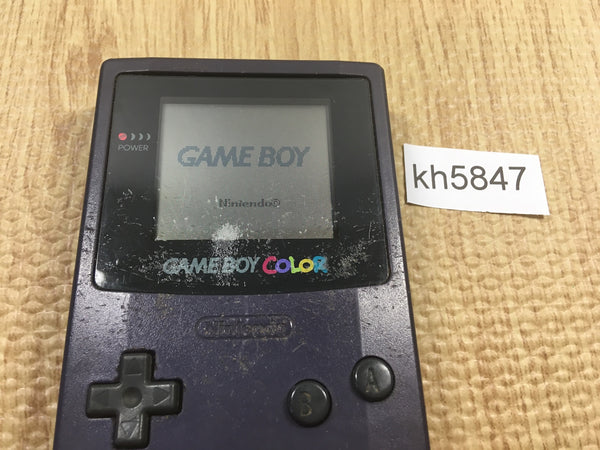 POWER
GAME BOY
Nintendo®
GAME BOY COLOR
Nintendo
B
A
kh5847